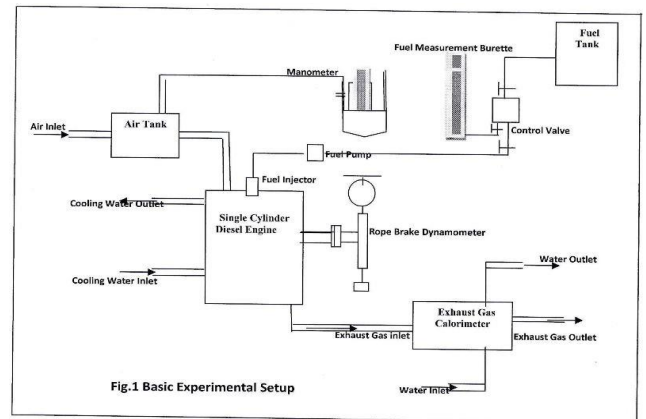 Fuel
Tank
Fuel Measurement Burette
Manometer
Air Inlet
Air Tank
Control Valve
Fuel Pump
Fuel Injector
Cooling Water Outlet
Single Cylinder
Diesel Engine
Rope Brake Dynamometer
Cooling Water Inlet
Water Outlet
Exhaust Gas
Calorimeter
Exhaust Gas inlet
Exhaust Gas Outlet
Water Inlet
Fig.1 Basic Experimental Setup